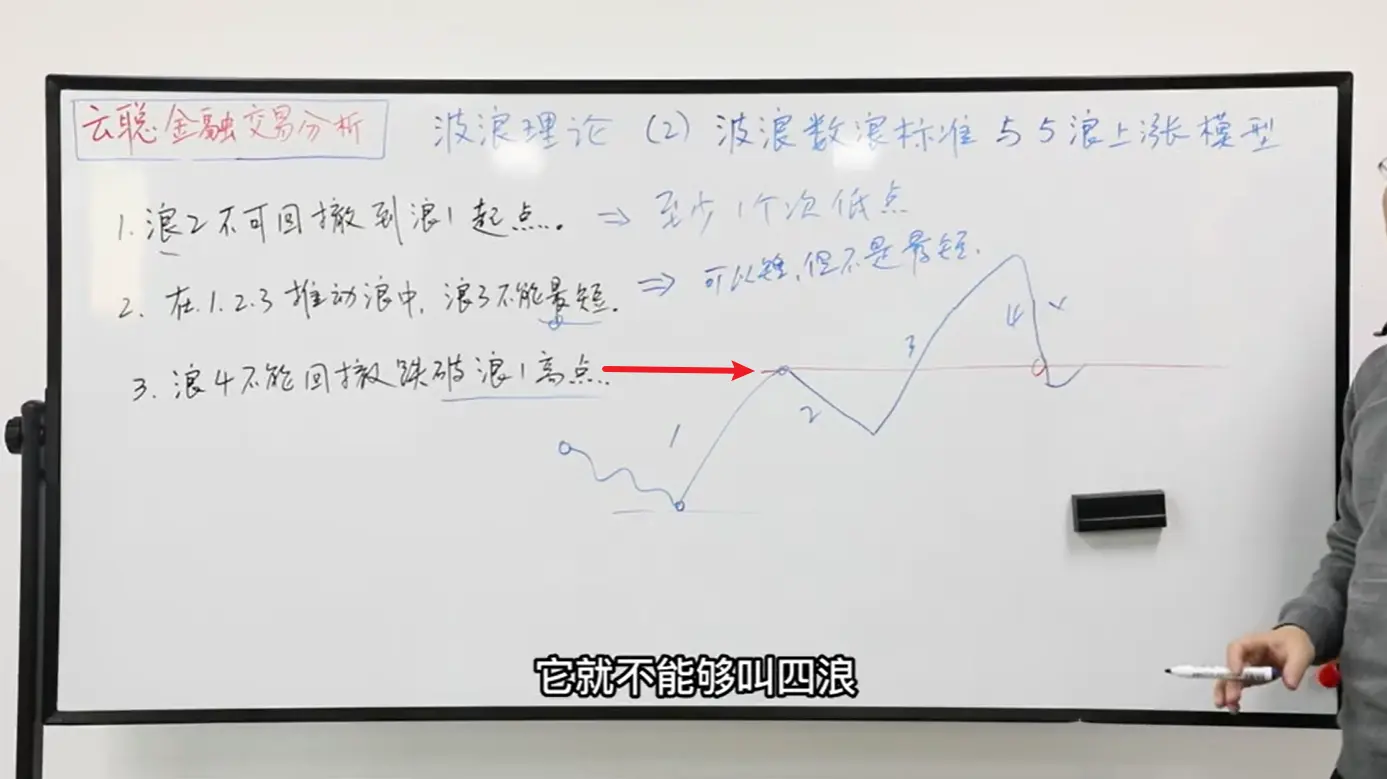 云聪金融交易分析
波浪理论（2）波浪数浪标准与5浪上涨模型
1. 浪2不可回撤到浪1起点。⇒ 至少1个次低点
2. 在1.2.3推动浪中，浪3不能最短。⇒ 可以短，但不是最短.
3. 浪4不能回撤跌破浪1高点.
1
2
3
4
它就不能够叫四浪